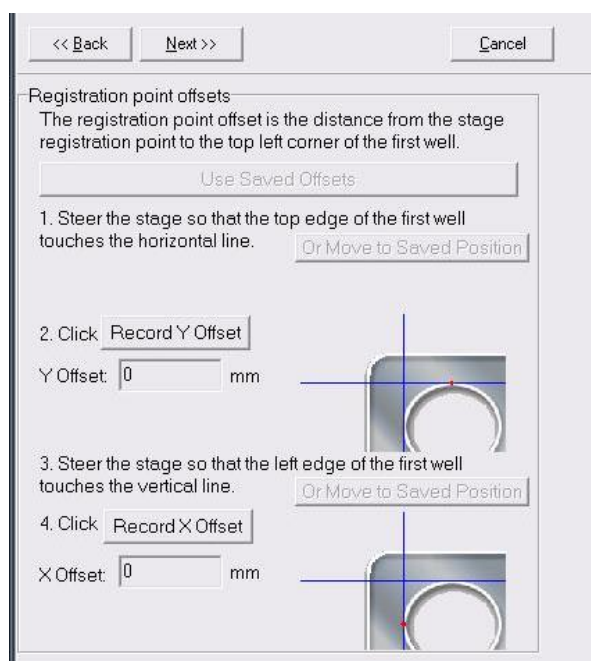 << Back
Next >>
Cancel
Registration point offsets
The registration point offset is the distance from the stage
registration point to the top left corner of the first well.
Use Saved Offsets
1. Steer the stage so that the top edge of the first well
touches the horizontal line.
Or Move to Saved Position
2. Click Record Y Offset
Y Offset: 0 mm
3. Steer the stage so that the left edge of the first well
touches the vertical line.
Or Move to Saved Position
4. Click Record X Offset
X Offset: 0 mm